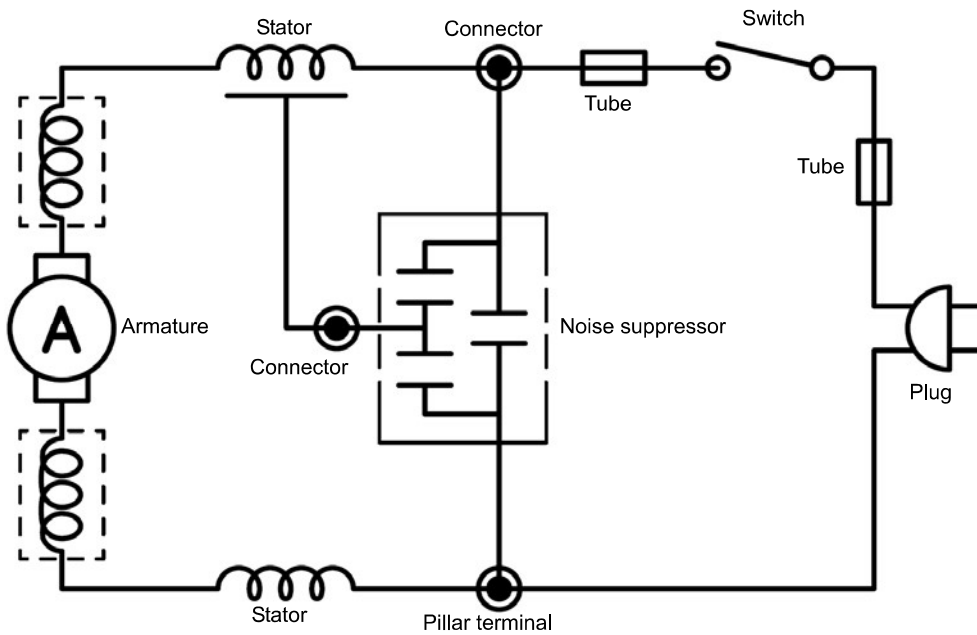 Stator
Connector
Switch
Tube
Tube
A
Armature
Connector
Noise suppressor
Plug
Stator
Pillar terminal